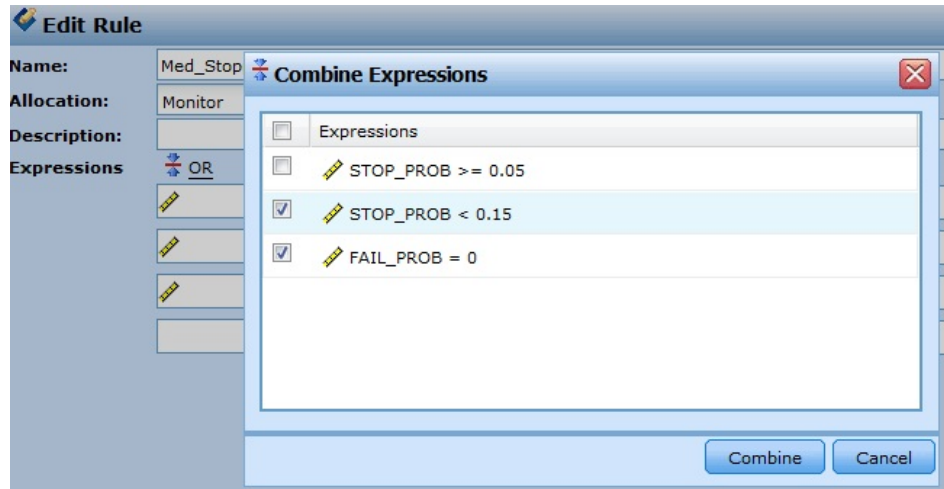 Edit Rule
Name: Med_Stop
Combine Expressions
Allocation: Monitor
Description:
Expressions OR
Expressions
STOP_PROB >= 0.05
STOP_PROB < 0.15
FAIL_PROB = 0
Combine Cancel